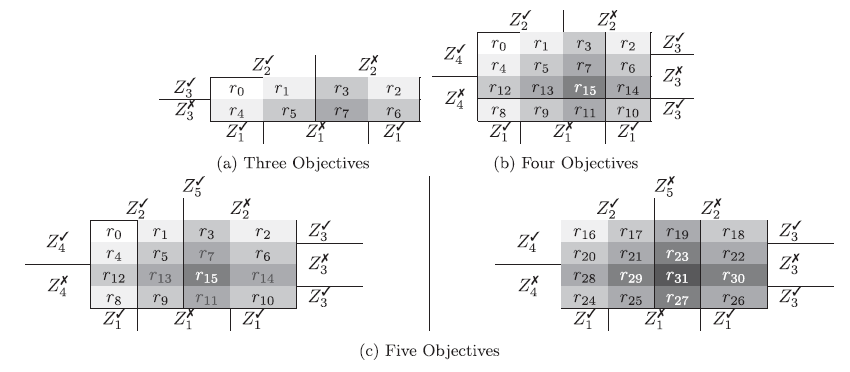 Z₂✓ Z₂✗
Z₃✓ r₀ r₁ r₃ r₂
Z₃✗ r₄ r₅ r₇ r₆
Z₁✓ Z₁✗ Z₁✓
(a) Three Objectives
Z₂✓ Z₂✗
Z₄✓ r₀ r₁ r₃ r₂ Z₃✓
r₄ r₅ r₇ r₆ Z₃✗
Z₄✗ r₁₂ r₁₃ r₁₅ r₁₄
r₈ r₉ r₁₁ r₁₀ Z₃✓
Z₁✓ Z₁✗ Z₁✓
(b) Four Objectives
Z₅✓
Z₂✓ Z₂✗
Z₄✓ r₀ r₁ r₃ r₂ Z₃✓
r₄ r₅ r₇ r₆ Z₃✗
Z₄✗ r₁₂ r₁₃ r₁₅ r₁₄
r₈ r₉ r₁₁ r₁₀ Z₃✓
Z₁✓ Z₁✗ Z₁✓
Z₅✗
Z₂✓ Z₂✗
Z₄✓ r₁₆ r₁₇ r₁₉ r₁₈ Z₃✓
r₂₀ r₂₁ r₂₃ r₂₂ Z₃✗
Z₄✗ r₂₈ r₂₉ r₃₁ r₃₀
r₂₄ r₂₅ r₂₇ r₂₆ Z₃✓
Z₁✓ Z₁✗ Z₁✓
(c) Five Objectives